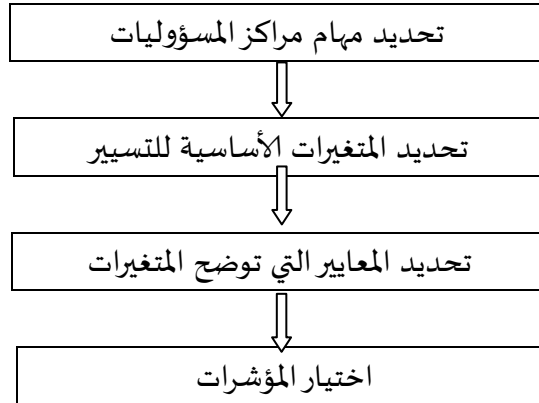 تحديد مهام مراكز المسؤوليات
تحديد المتغيرات الأساسية للتسيير
تحديد المعايير التي توضح المتغيرات
اختيار المؤشرات